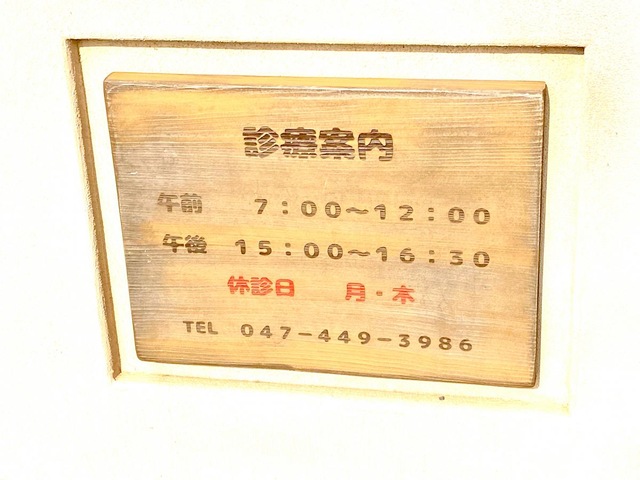 診療案内
午前 7:00～12:00
午後 15:00～16:30
休診日 月・木
TEL 047-449-3986